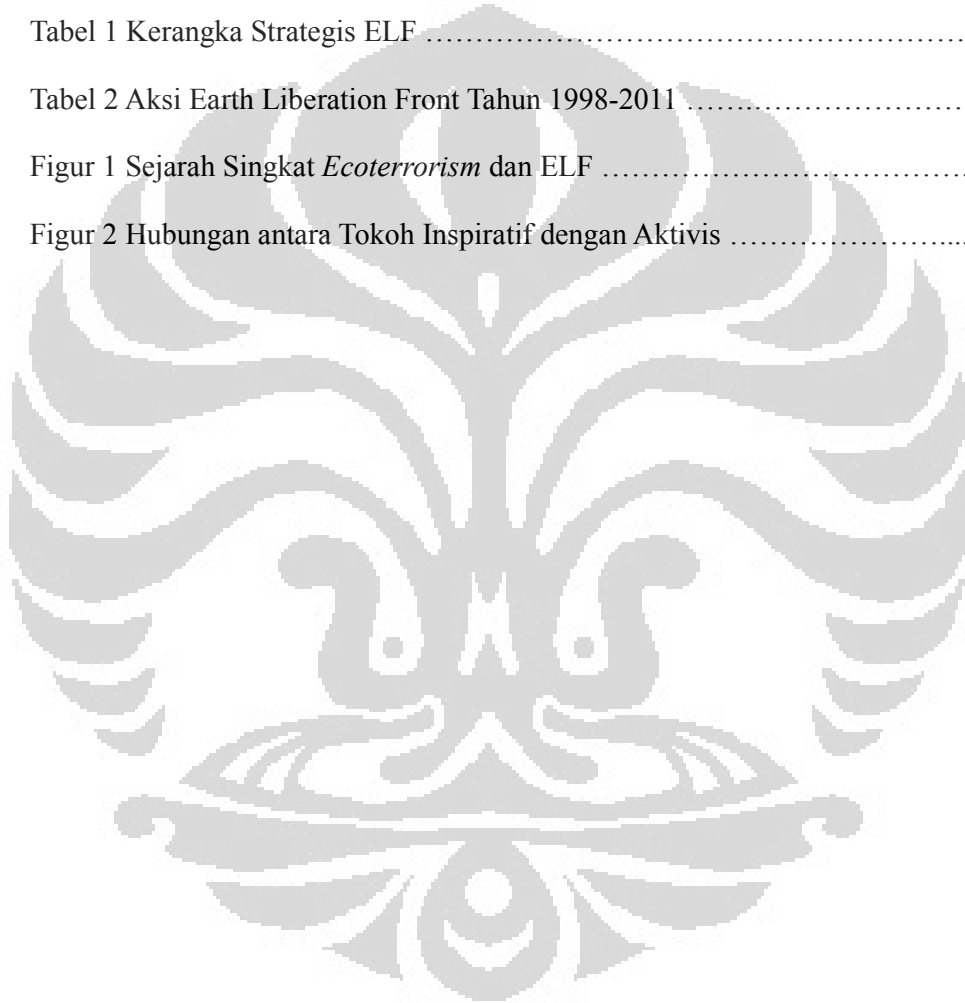 Tabel 1 Kerangka Strategis ELF ……………………………………………….
Tabel 2 Aksi Earth Liberation Front Tahun 1998-2011 ……………………….
Figur 1 Sejarah Singkat Ecoterrorism dan ELF ……………………………….
Figur 2 Hubungan antara Tokoh Inspiratif dengan Aktivis …………………....